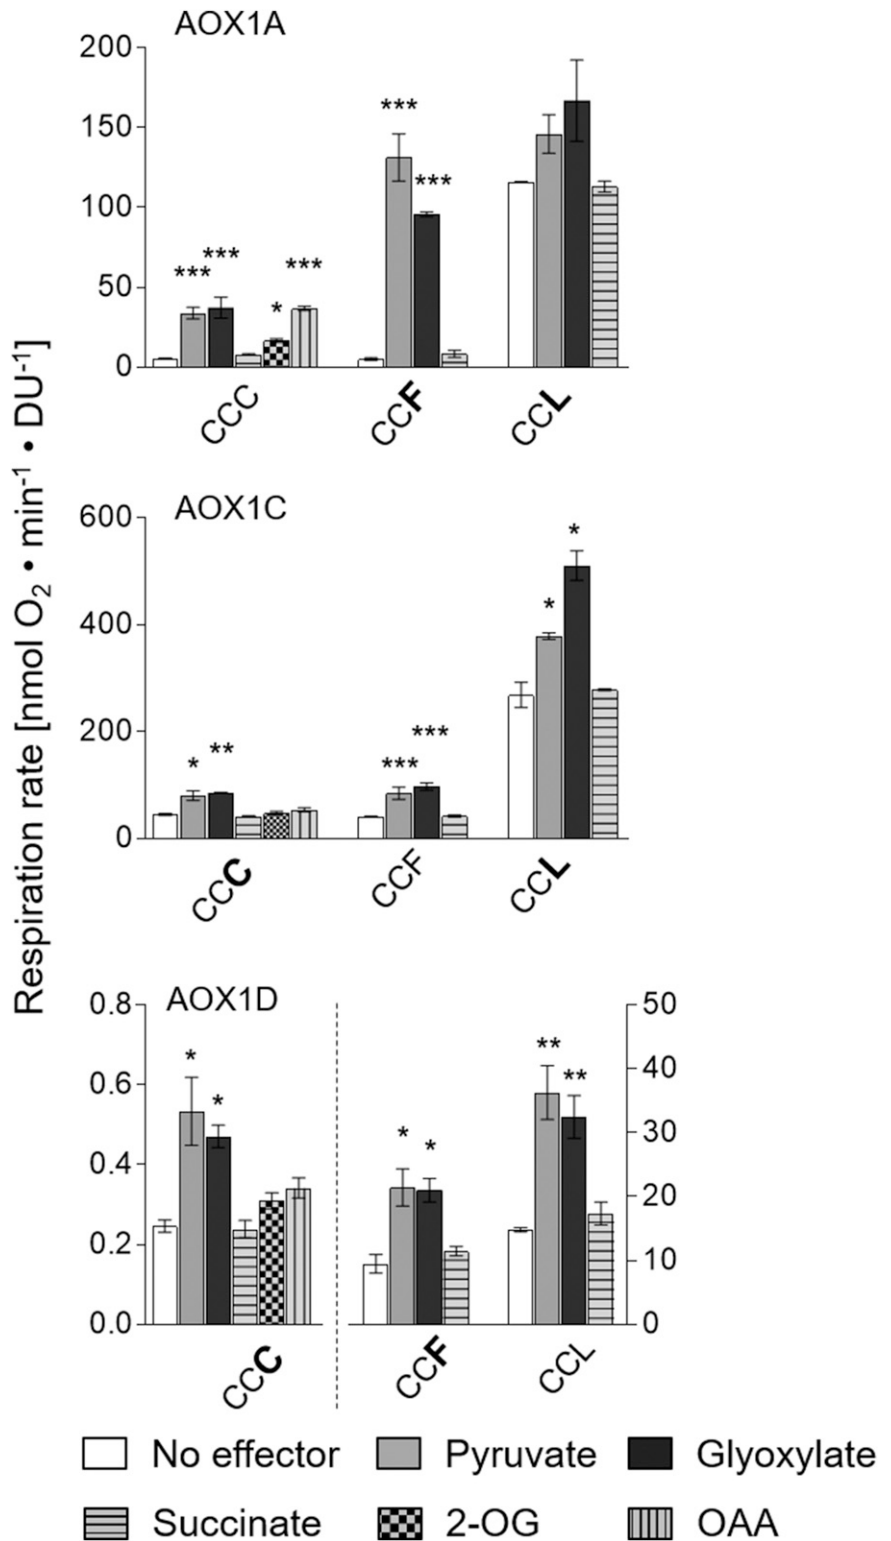 Respiration rate [nmol O₂ • min⁻¹ • DU⁻¹]
AOX1A
200
150
100
50
0
*** *** * ***
*** ***
CCC CCF CCL
AOX1C
600
400
200
0
* **
*** ***
* *
CCC CCF CCL
AOX1D
0.8
0.6
0.4
0.2
0.0
50
40
30
20
10
0
* *
* *
** **
CCC CCF CCL
No effector Pyruvate Glyoxylate
Succinate 2-OG OAA